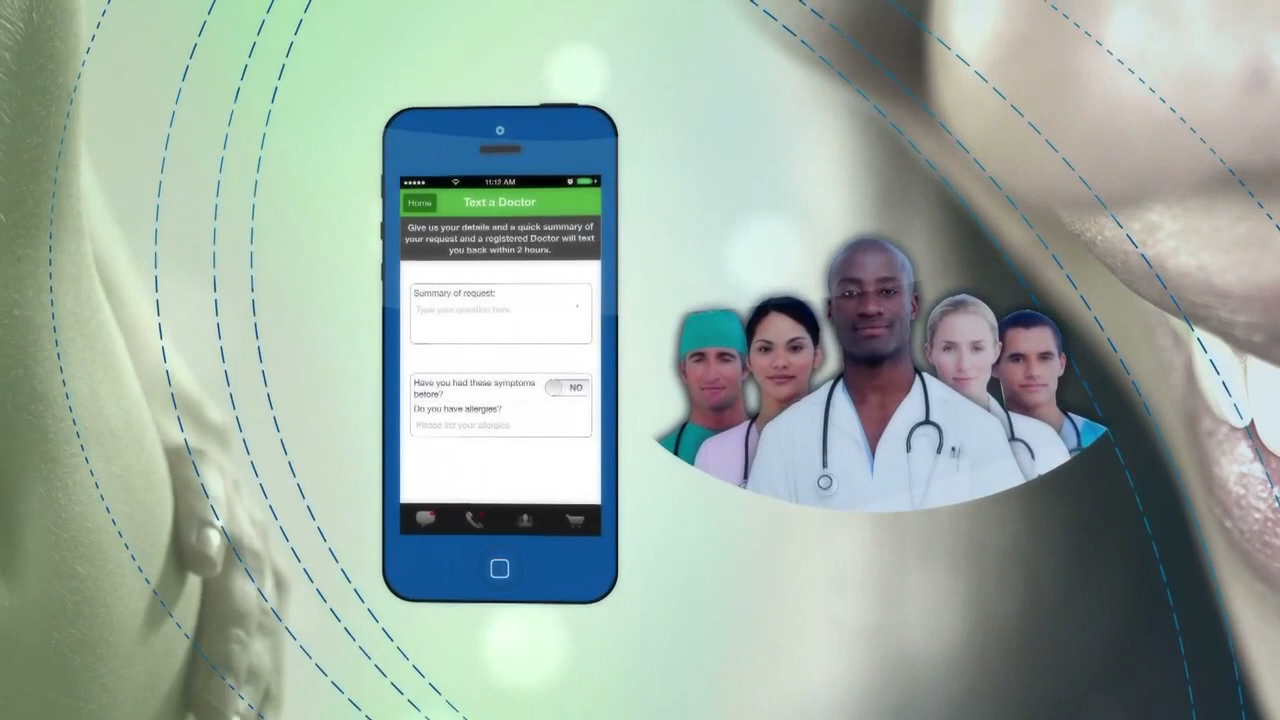 11:12 AM
Home
Text a Doctor
Give us your details and a quick summary of
your request and a registered Doctor will text
you back within 2 hours.
Summary of request:
Type your question here
Have you had these symptoms
before?
NO
Do you have allergies?
Please list your allergies